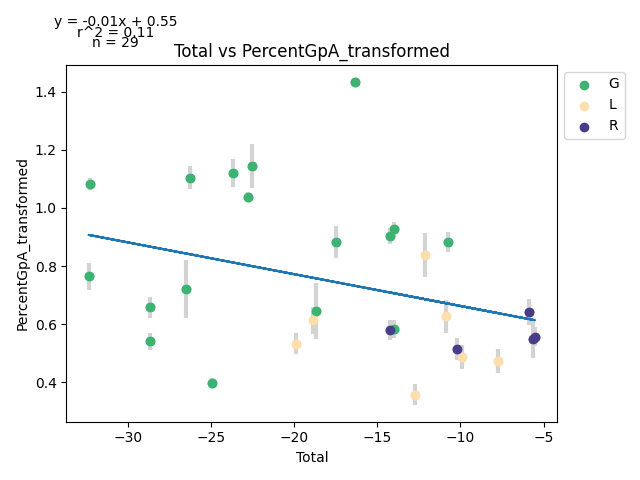 y = -0.01x + 0.55
r^2 = 0.11
n = 29
Total vs PercentGpA_transformed
G
L
R
PercentGpA_transformed
1.4
1.2
1.0
0.8
0.6
0.4
−30
−25
−20
−15
−10
−5
Total